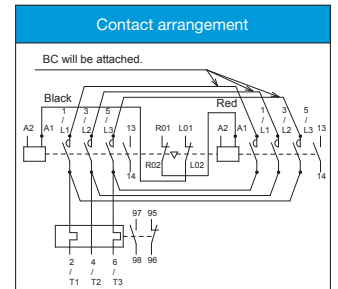 Contact arrangement
BC will be attached.
Black
Red
1 3 5
/ / /
A2 A1 L1 L2 L3 13
R01 L01
A2 A1
1 3 5
/ / /
L1 L2 L3 13
R02 L02
14
14
97 95
98 96
2 4 6
/ / /
T1 T2 T3